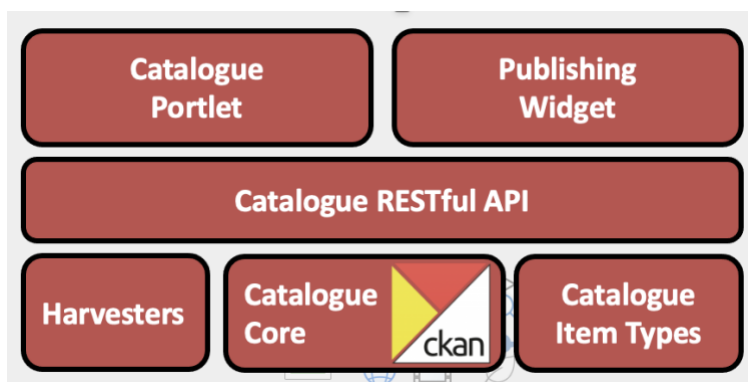 Catalogue
Portlet
Publishing
Widget
Catalogue RESTful API
Harvesters
Catalogue
Core
ckan
Catalogue
Item Types